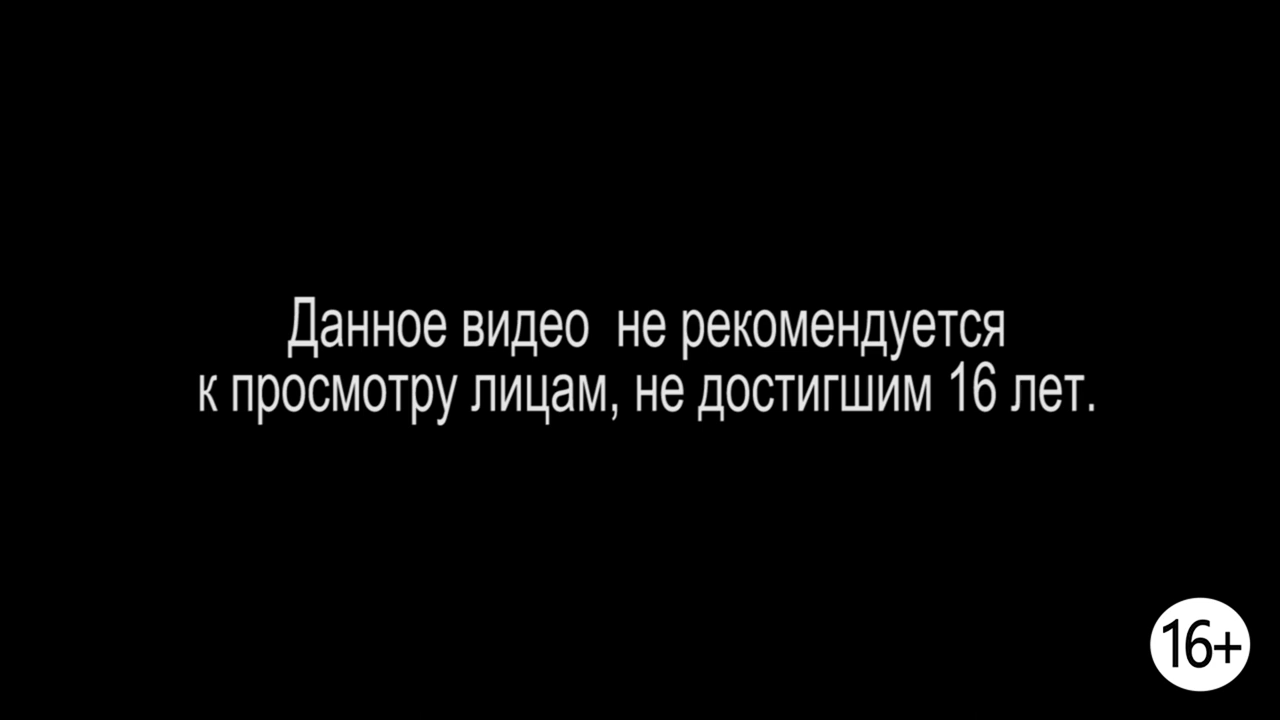 Данное видео  не рекомендуется
к просмотру лицам, не достигшим 16 лет.
16+